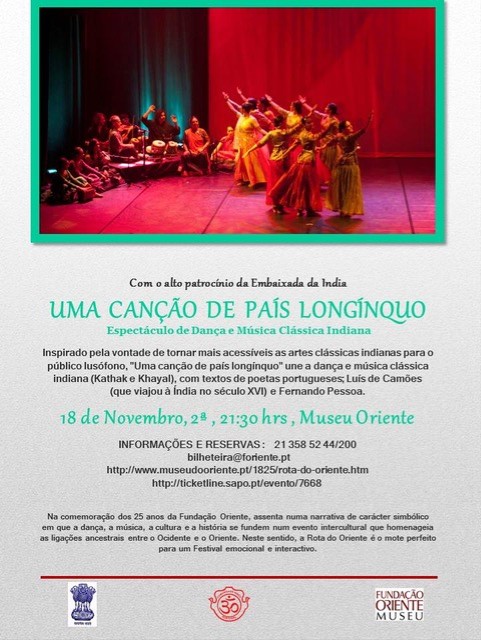 Com o alto patrocínio da Embaixada da India
UMA CANÇÃO DE PAÍS LONGÍNQUO
Espectáculo de Dança e Música Clássica Indiana
Inspirado pela vontade de tornar mais acessíveis as artes clássicas indianas para o
público lusófono, "Uma canção de país longínquo" une a dança e música clássica
indiana (Kathak e Khayal), com textos de poetas portugueses; Luís de Camões
(que viajou à Índia no século XVI) e Fernando Pessoa.
18 de Novembro, 2ª , 21:30 hrs , Museu Oriente
INFORMAÇÕES E RESERVAS : 21 358 52 44/200
bilheteira@foriente.pt
http://www.museudooriente.pt/1825/rota-do-oriente.htm
http://ticketline.sapo.pt/evento/7668
Na comemoração dos 25 anos da Fundação Oriente, assenta numa narrativa de carácter simbólico
em que a dança, a música, a cultura e a história se fundem num evento intercultural que homenageia
as ligações ancestrais entre o Ocidente e o Oriente. Neste sentido, a Rota do Oriente é o mote perfeito
para um Festival emocional e interactivo.
FUNDAÇÃO
ORIENTE
MUSEU